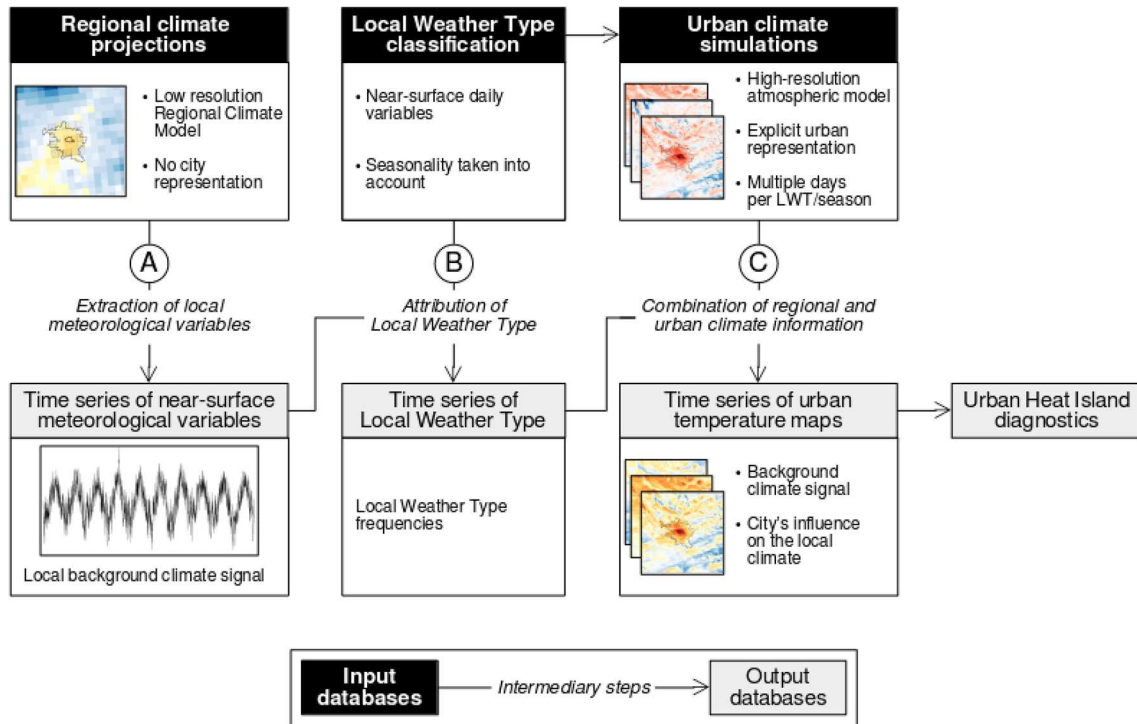 Regional climate
projections
• Low resolution
Regional Climate
Model
• No city
representation
Local Weather Type
classification
• Near-surface daily
variables
• Seasonality taken into
account
Urban climate
simulations
• High-resolution
atmospheric model
• Explicit urban
representation
• Multiple days
per LWT/season
A
B
C
Extraction of local
meteorological variables
Attribution of
Local Weather Type
Combination of regional and
urban climate information
Time series of near-surface
meteorological variables
Local background climate signal
Time series of
Local Weather Type
Local Weather Type
frequencies
Time series of urban
temperature maps
• Background
climate signal
• City's influence
on the local
climate
Urban Heat Island
diagnostics
Input
databases
Intermediary steps
Output
databases